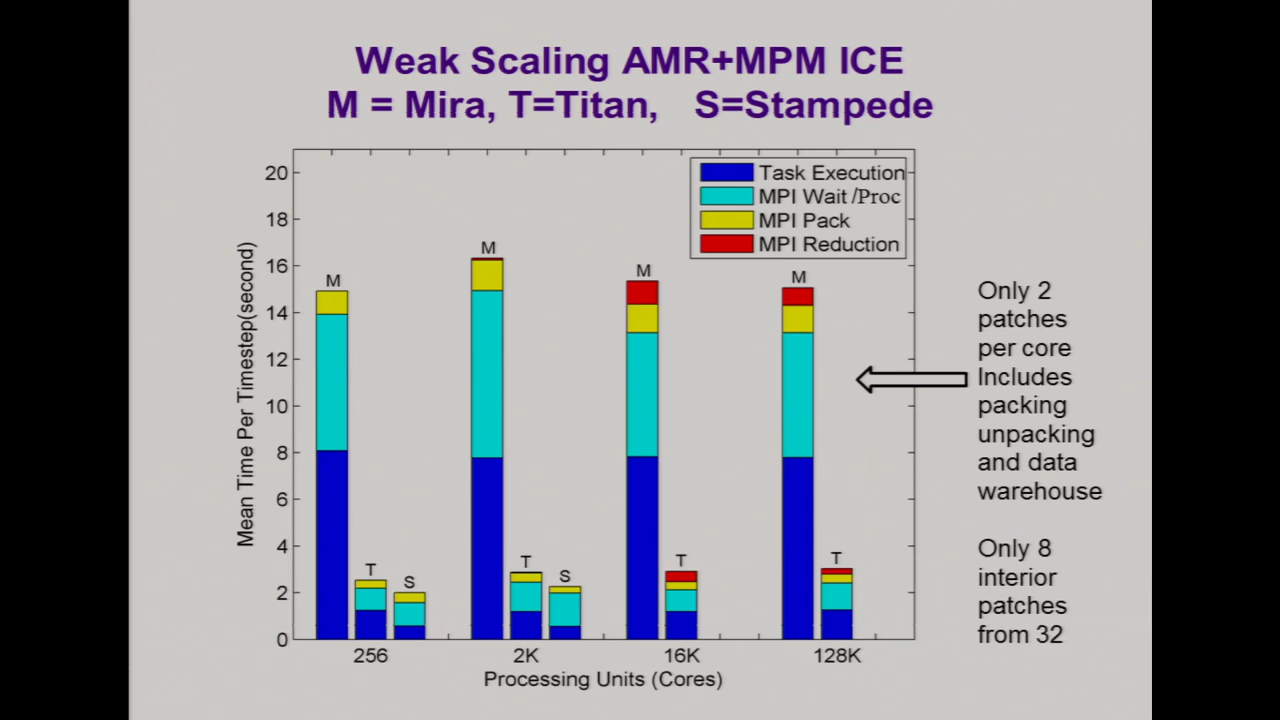 Weak Scaling AMR+MPM ICE
M = Mira, T=Titan, S=Stampede
Task Execution
MPI Wait /Proc
MPI Pack
MPI Reduction
Mean Time Per Timestep(second)
20
18
16
14
12
10
8
6
4
2
0
M
T
S
M
T
S
M
T
M
T
256
2K
16K
128K
Processing Units (Cores)
Only 2
patches
per core
Includes
packing
unpacking
and data
warehouse
Only 8
interior
patches
from 32